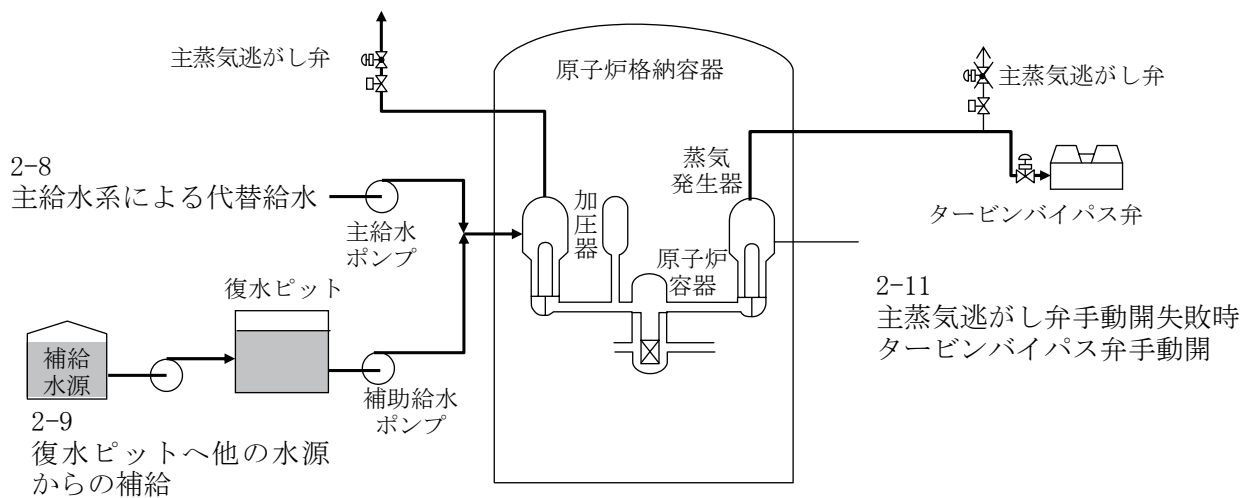 主蒸気逃がし弁
原子炉格納容器
主蒸気逃がし弁
2-8
主給水系による代替給水
主給水
ポンプ
加圧器
蒸気
発生器
タービンバイパス弁
原子炉
容器
復水ピット
補給
水源
補助給水
ポンプ
2-9
復水ピットへ他の水源
からの補給
2-11
主蒸気逃がし弁手動開失敗時
タービンバイパス弁手動開